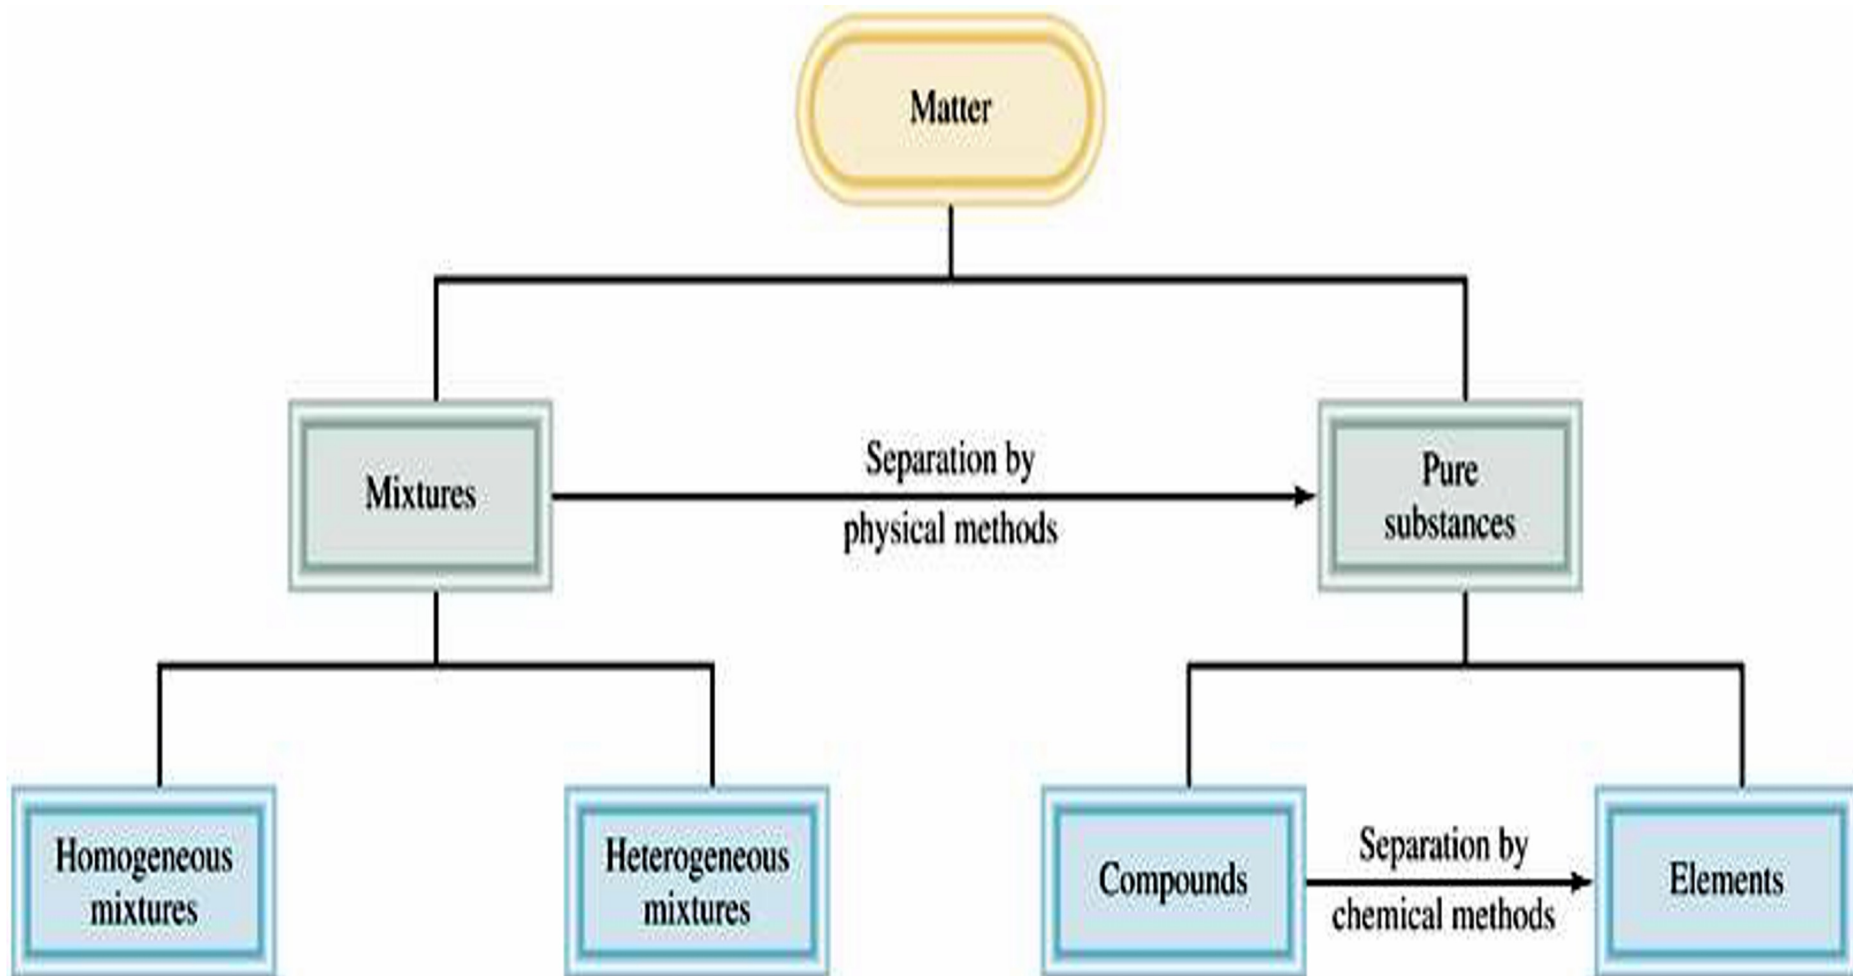 Matter
Mixtures
Separation by
physical methods
Pure
substances
Homogeneous
mixtures
Heterogeneous
mixtures
Compounds
Separation by
chemical methods
Elements